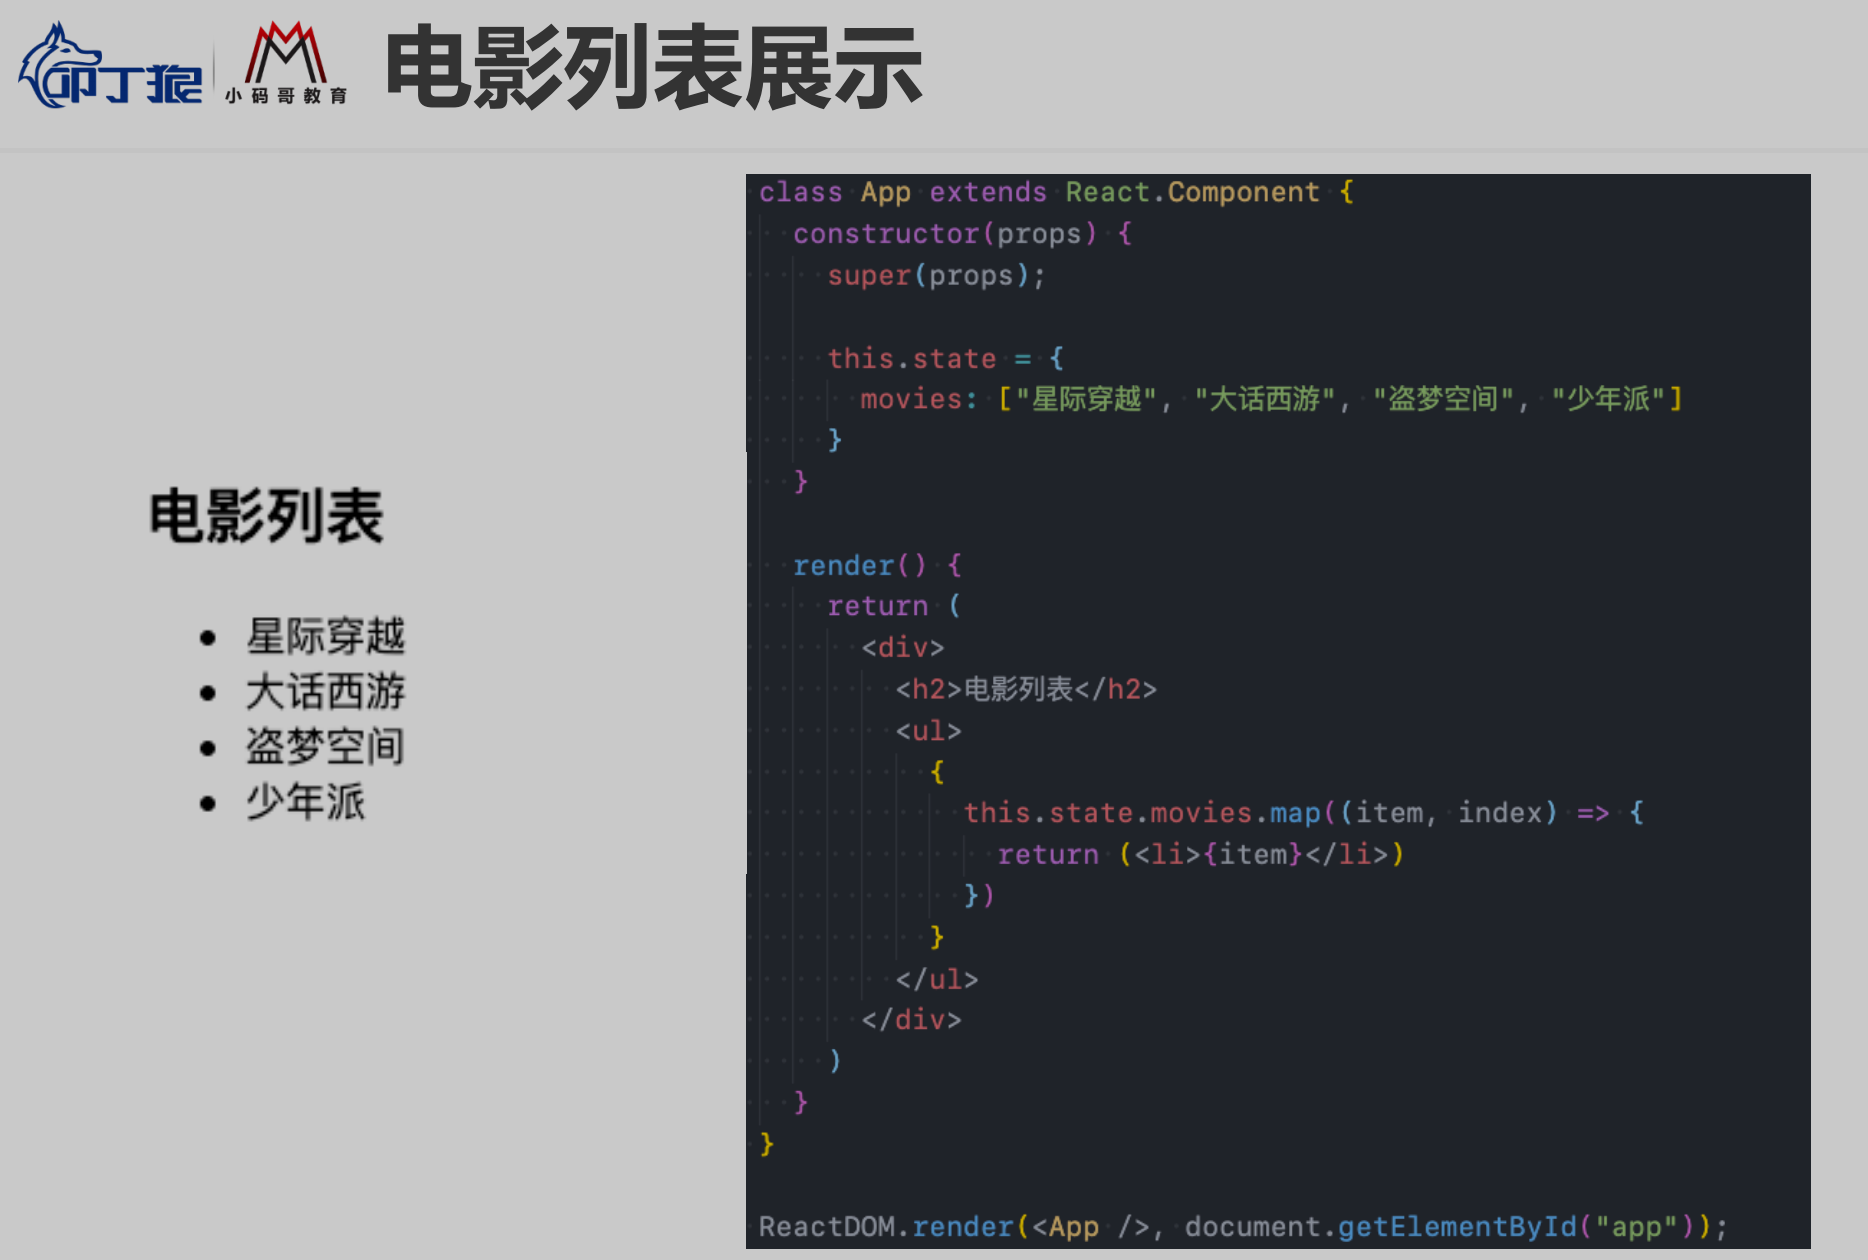 叩丁狼
小码哥教育
电影列表展示
电影列表
星际穿越
大话西游
盗梦空间
少年派
class App extends React.Component {
constructor(props) {
super(props);
this.state = {
movies: ["星际穿越", "大话西游", "盗梦空间", "少年派"]
}
}
render() {
return (
<div>
<h2>电影列表</h2>
<ul>
{
this.state.movies.map((item, index) => {
return (<li>{item}</li>)
})
}
</ul>
</div>
)
}
}
ReactDOM.render(<App />, document.getElementById("app"));